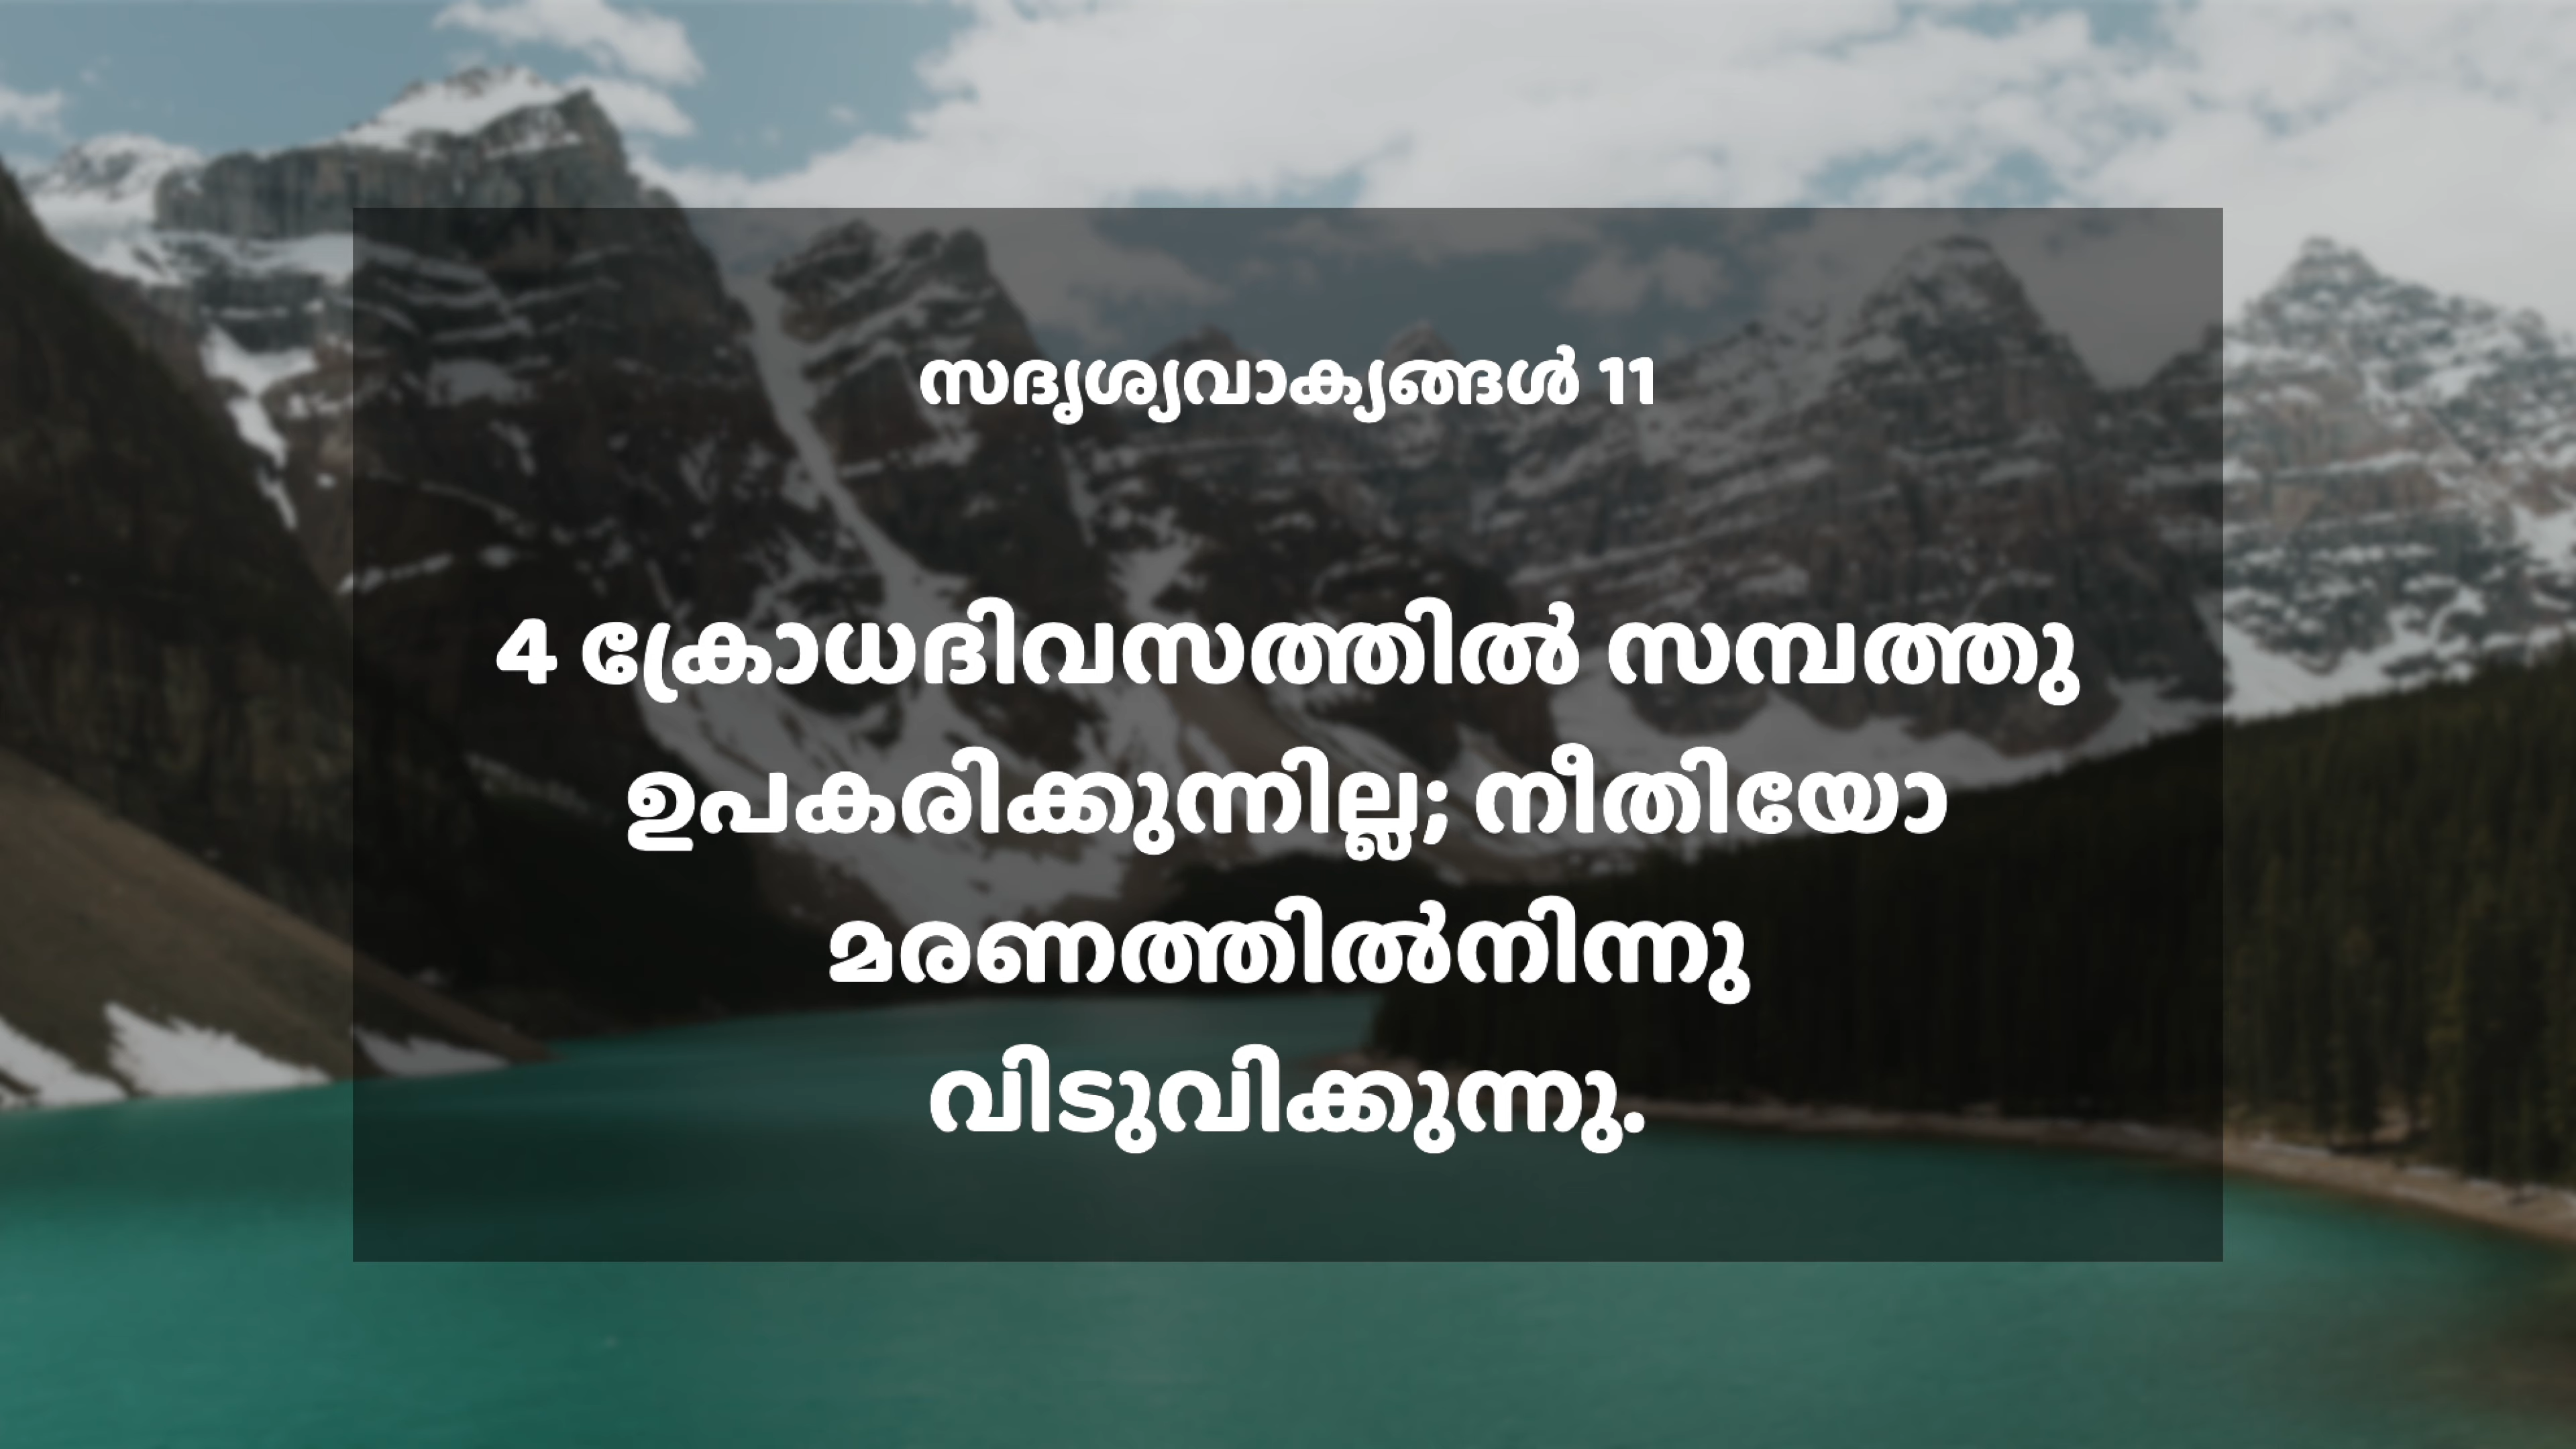 സദൃശ്യവാക്യങ്ങൾ 11
4 ക്രോധദിവസത്തിൽ സമ്പത്തു
ഉപകരിക്കുന്നില്ല; നീതിയോ
മരണത്തിൽനിന്നു
വിടുവിക്കുന്നു.